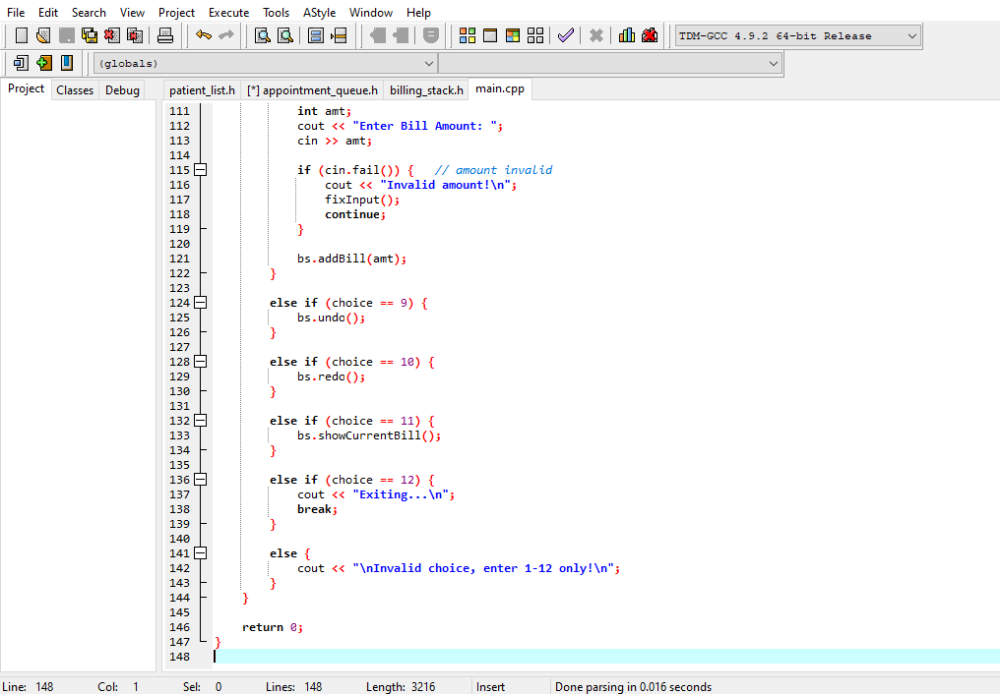 File Edit Search View Project Execute Tools AStyle Window Help
TDM-GCC 4.9.2 64-bit Release
(globals)
Project Classes Debug patient_list.h [*] appointment_queue.h billing_stack.h main.cpp
111 int amt;
112 cout << "Enter Bill Amount: ";
113 cin >> amt;
114
115 if (cin.fail()) { // amount invalid
116 cout << "Invalid amount!\n";
117 fixInput();
118 continue;
119 }
120
121 bs.addBill(amt);
122 }
123
124 else if (choice == 9) {
125 bs.undo();
126 }
127
128 else if (choice == 10) {
129 bs.redo();
130 }
131
132 else if (choice == 11) {
133 bs.showCurrentBill();
134 }
135
136 else if (choice == 12) {
137 cout << "Exiting...\n";
138 break;
139 }
140
141 else {
142 cout << "\nInvalid choice, enter 1-12 only!\n";
143 }
144 }
145
146 return 0;
147 }
148
Line: 148 Col: 1 Sel: 0 Lines: 148 Length: 3216 Insert Done parsing in 0.016 seconds